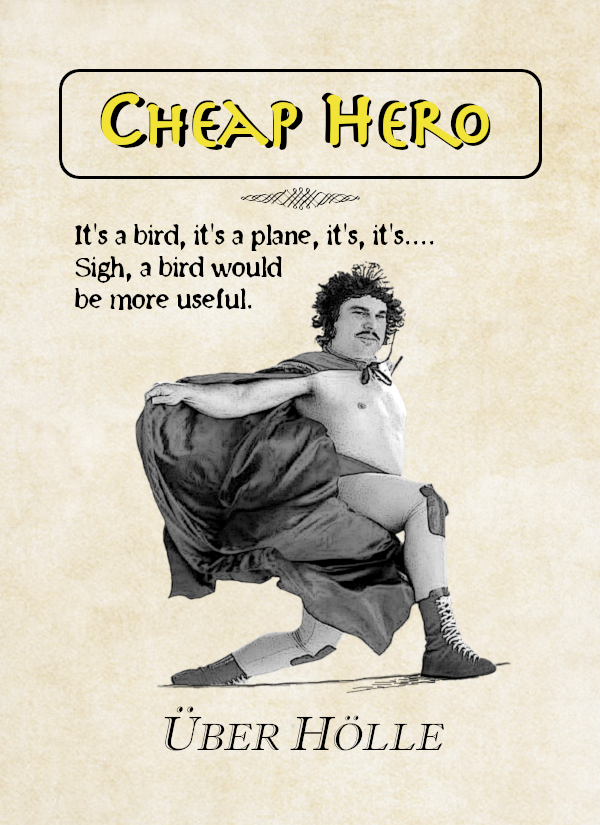 Cheap Hero
It's a bird, it's a plane, it's, it's....
Sigh, a bird would
be more useful.
Über Hölle